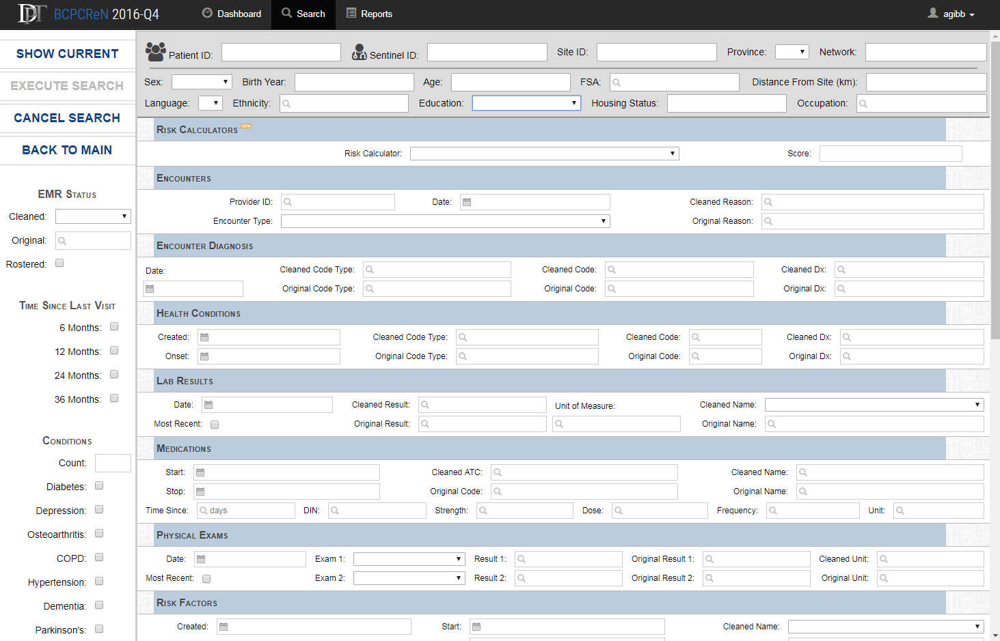 DPT BCPCReN 2016-Q4 Dashboard Search Reports agibb
SHOW CURRENT
EXECUTE SEARCH
CANCEL SEARCH
BACK TO MAIN
EMR Status
Cleaned:
Original:
Rostered:
Time Since Last Visit
6 Months:
12 Months:
24 Months:
36 Months:
Conditions
Count:
Diabetes:
Depression:
Osteoarthritis:
COPD:
Hypertension:
Dementia:
Parkinson's:
Patient ID: Sentinel ID: Site ID: Province: Network:
Sex: Birth Year: Age: FSA: Distance From Site (km):
Language: Ethnicity: Education: Housing Status: Occupation:
Risk Calculators NEW
Risk Calculator: Score:
Encounters
Provider ID: Date: Cleaned Reason:
Encounter Type: Original Reason:
Encounter Diagnosis
Date: Cleaned Code Type: Cleaned Code: Cleaned Dx:
Original Code Type: Original Code: Original Dx:
Health Conditions
Created: Cleaned Code Type: Cleaned Code: Cleaned Dx:
Onset: Original Code Type: Original Code: Original Dx:
Lab Results
Date: Cleaned Result: Unit of Measure: Cleaned Name:
Most Recent: Original Result: Original Name:
Medications
Start: Cleaned ATC: Cleaned Name:
Stop: Original Code: Original Name:
Time Since: days DIN: Strength: Dose: Frequency: Unit:
Physical Exams
Date: Exam 1: Result 1: Original Result 1: Cleaned Unit:
Most Recent: Exam 2: Result 2: Original Result 2: Original Unit:
Risk Factors
Created: Start: Cleaned Name: